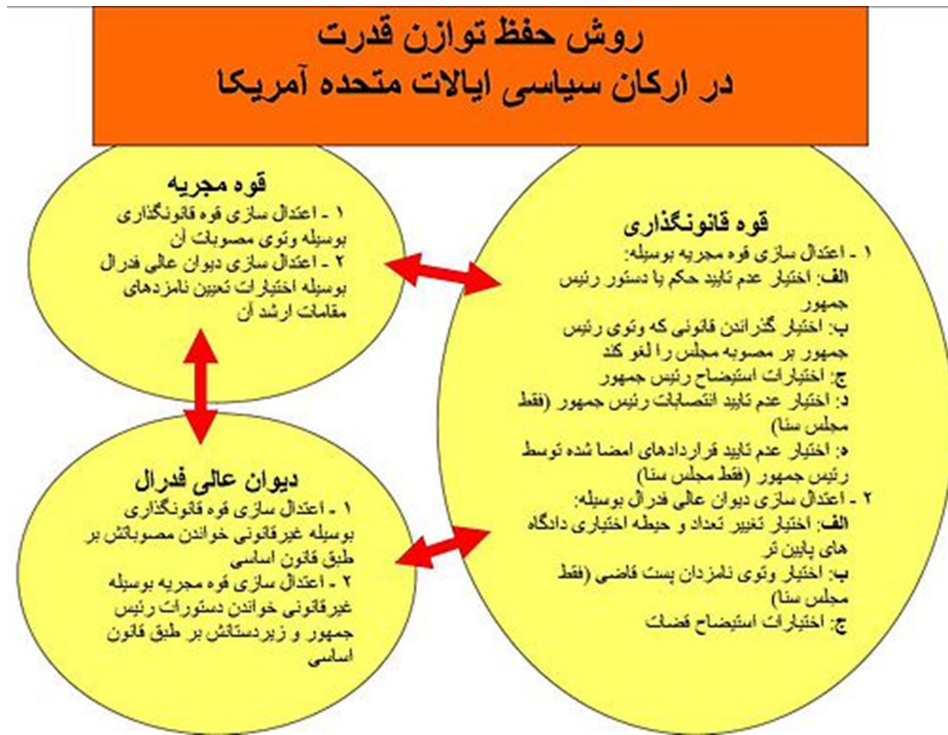 روش حفظ توازن قدرت
در ارکان سیاسی ایالات متحده آمریکا
قوه مجریه
۱ - اعتدال سازی قوه قانونگذاری
بوسیله وتوی مصوبات آن
۲ - اعتدال سازی دیوان عالی فدرال
بوسیله اختیارات تعیین نامزدهای
مقامات ارشد آن
قوه قانونگذاری
۱ - اعتدال سازی قوه مجریه بوسیله:
الف: اختیار عدم تایید حکم یا دستور رئیس
جمهور
ب: اختیار گذراندن قانونی که وتوی رئیس
جمهور بر مصوبه مجلس را لغو کند
ج: اختیارات استیضاح رئیس جمهور
د: اختیار عدم تایید انتصابات رئیس جمهور (فقط
مجلس سنا)
ه: اختیار عدم تایید قراردادهای امضا شده توسط
رئیس جمهور (فقط مجلس سنا)
۲ - اعتدال سازی دیوان عالی فدرال بوسیله:
الف: اختیار تغییر تعداد و حیطه اختیاری دادگاه
های پایین تر
ب: اختیار وتوی نامزدان پست قاضی (فقط
مجلس سنا)
ج: اختیارات استیضاح قضات
دیوان عالی فدرال
۱ - اعتدال سازی قوه قانونگذاری
بوسیله غیرقانونی خواندن مصوباتش بر
طبق قانون اساسی
۲ - اعتدال سازی قوه مجریه بوسیله
غیرقانونی خواندن دستورات رئیس
جمهور و زیردستانش بر طبق قانون
اساسی